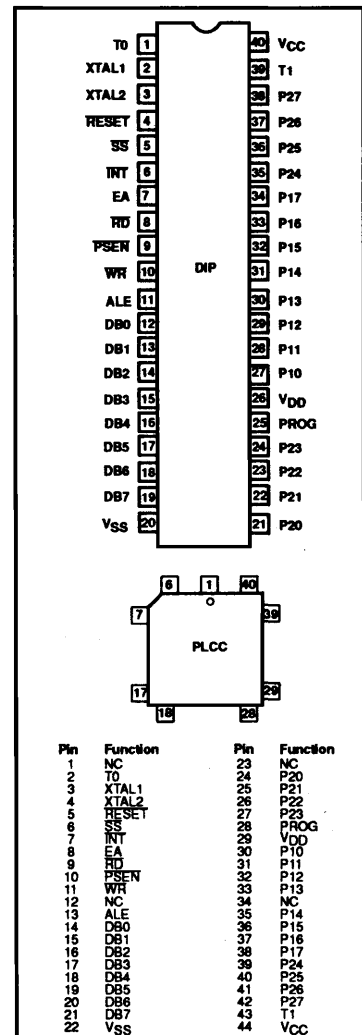 T0 1 40 VCC
XTAL1 2 39 T1
XTAL2 3 38 P27
RESET 4 37 P26
SS 5 36 P25
INT 6 35 P24
EA 7 34 P17
RD 8 33 P16
PSEN 9 32 P15
DIP
WR 10 31 P14
ALE 11 30 P13
DB0 12 29 P12
DB1 13 28 P11
DB2 14 27 P10
DB3 15 26 VDD
DB4 16 25 PROG
DB5 17 24 P23
DB6 18 23 P22
DB7 19 22 P21
VSS 20 21 P20
6 1 40
7 39
PLCC
17 29
18 28
Pin Function Pin Function
1 NC 23 NC
2 T0 24 P20
3 XTAL1 25 P21
4 XTAL2 26 P22
5 RESET 27 P23
6 SS 28 PROG
7 INT 29 VDD
8 EA 30 P10
9 RD 31 P11
10 PSEN 32 P12
11 WR 33 P13
12 NC 34 NC
13 ALE 35 P14
14 DB0 36 P15
15 DB1 37 P16
16 DB2 38 P17
17 DB3 39 P24
18 DB4 40 P25
19 DB5 41 P26
20 DB6 42 P27
21 DB7 43 T1
22 VSS 44 VCC